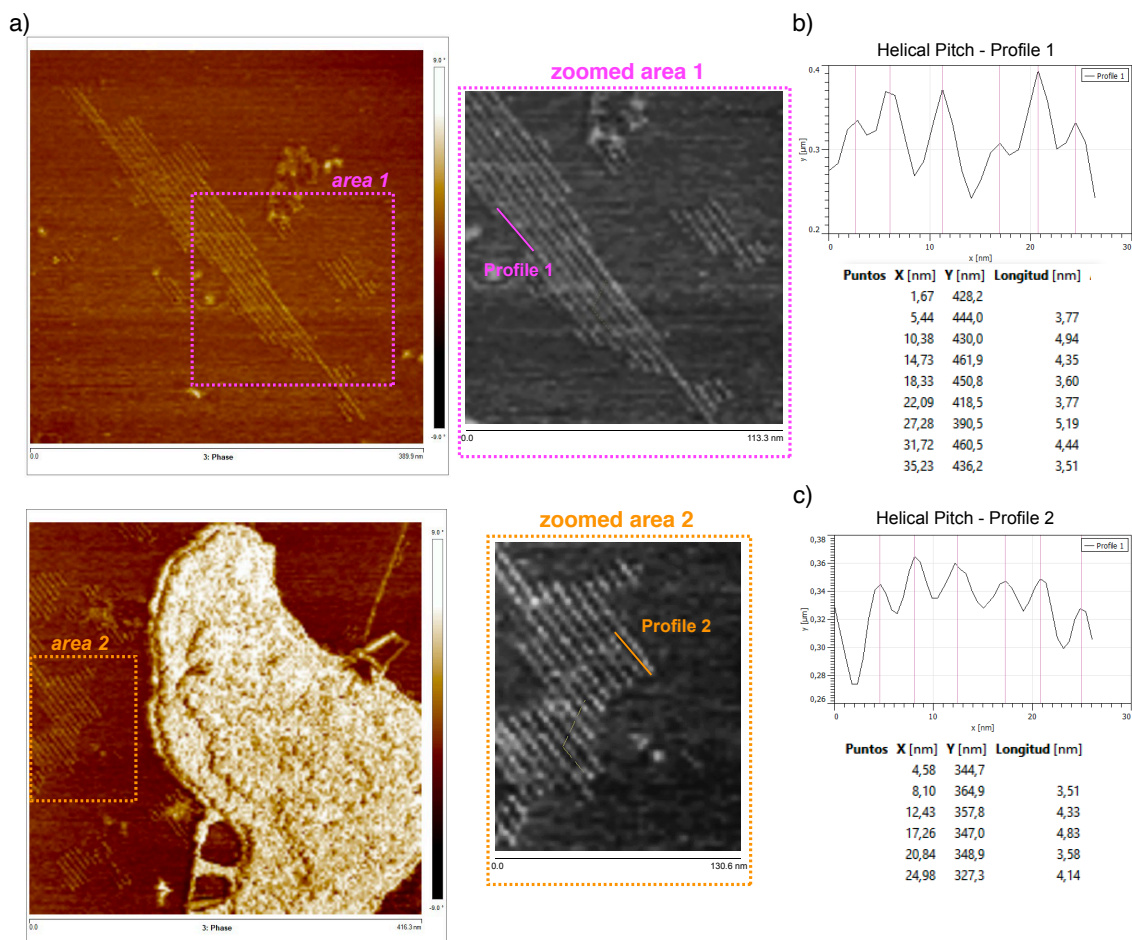 a)
9.0 °
-9.0 °
area 1
0.0
3: Phase
389.9 nm
zoomed area 1
Profile 1
0.0
113.3 nm
b)
Helical Pitch - Profile 1
Profile 1
0.4
0.3
0.2
y [µm]
0 10 20 30
x [nm]
Puntos X [nm] Y [nm] Longitud [nm]
1,67 428,2
5,44 444,0 3,77
10,38 430,0 4,94
14,73 461,9 4,35
18,33 450,8 3,60
22,09 418,5 3,77
27,28 390,5 5,19
31,72 460,5 4,44
35,23 436,2 3,51
9.0 °
-9.0 °
area 2
0.0
3: Phase
416.3 nm
zoomed area 2
Profile 2
0.0
130.6 nm
c)
Helical Pitch - Profile 2
Profile 1
0,38
0,36
0,34
0,32
0,30
0,28
0,26
y [µm]
0 10 20 30
x [nm]
Puntos X [nm] Y [nm] Longitud [nm]
4,58 344,7
8,10 364,9 3,51
12,43 357,8 4,33
17,26 347,0 4,83
20,84 348,9 3,58
24,98 327,3 4,14